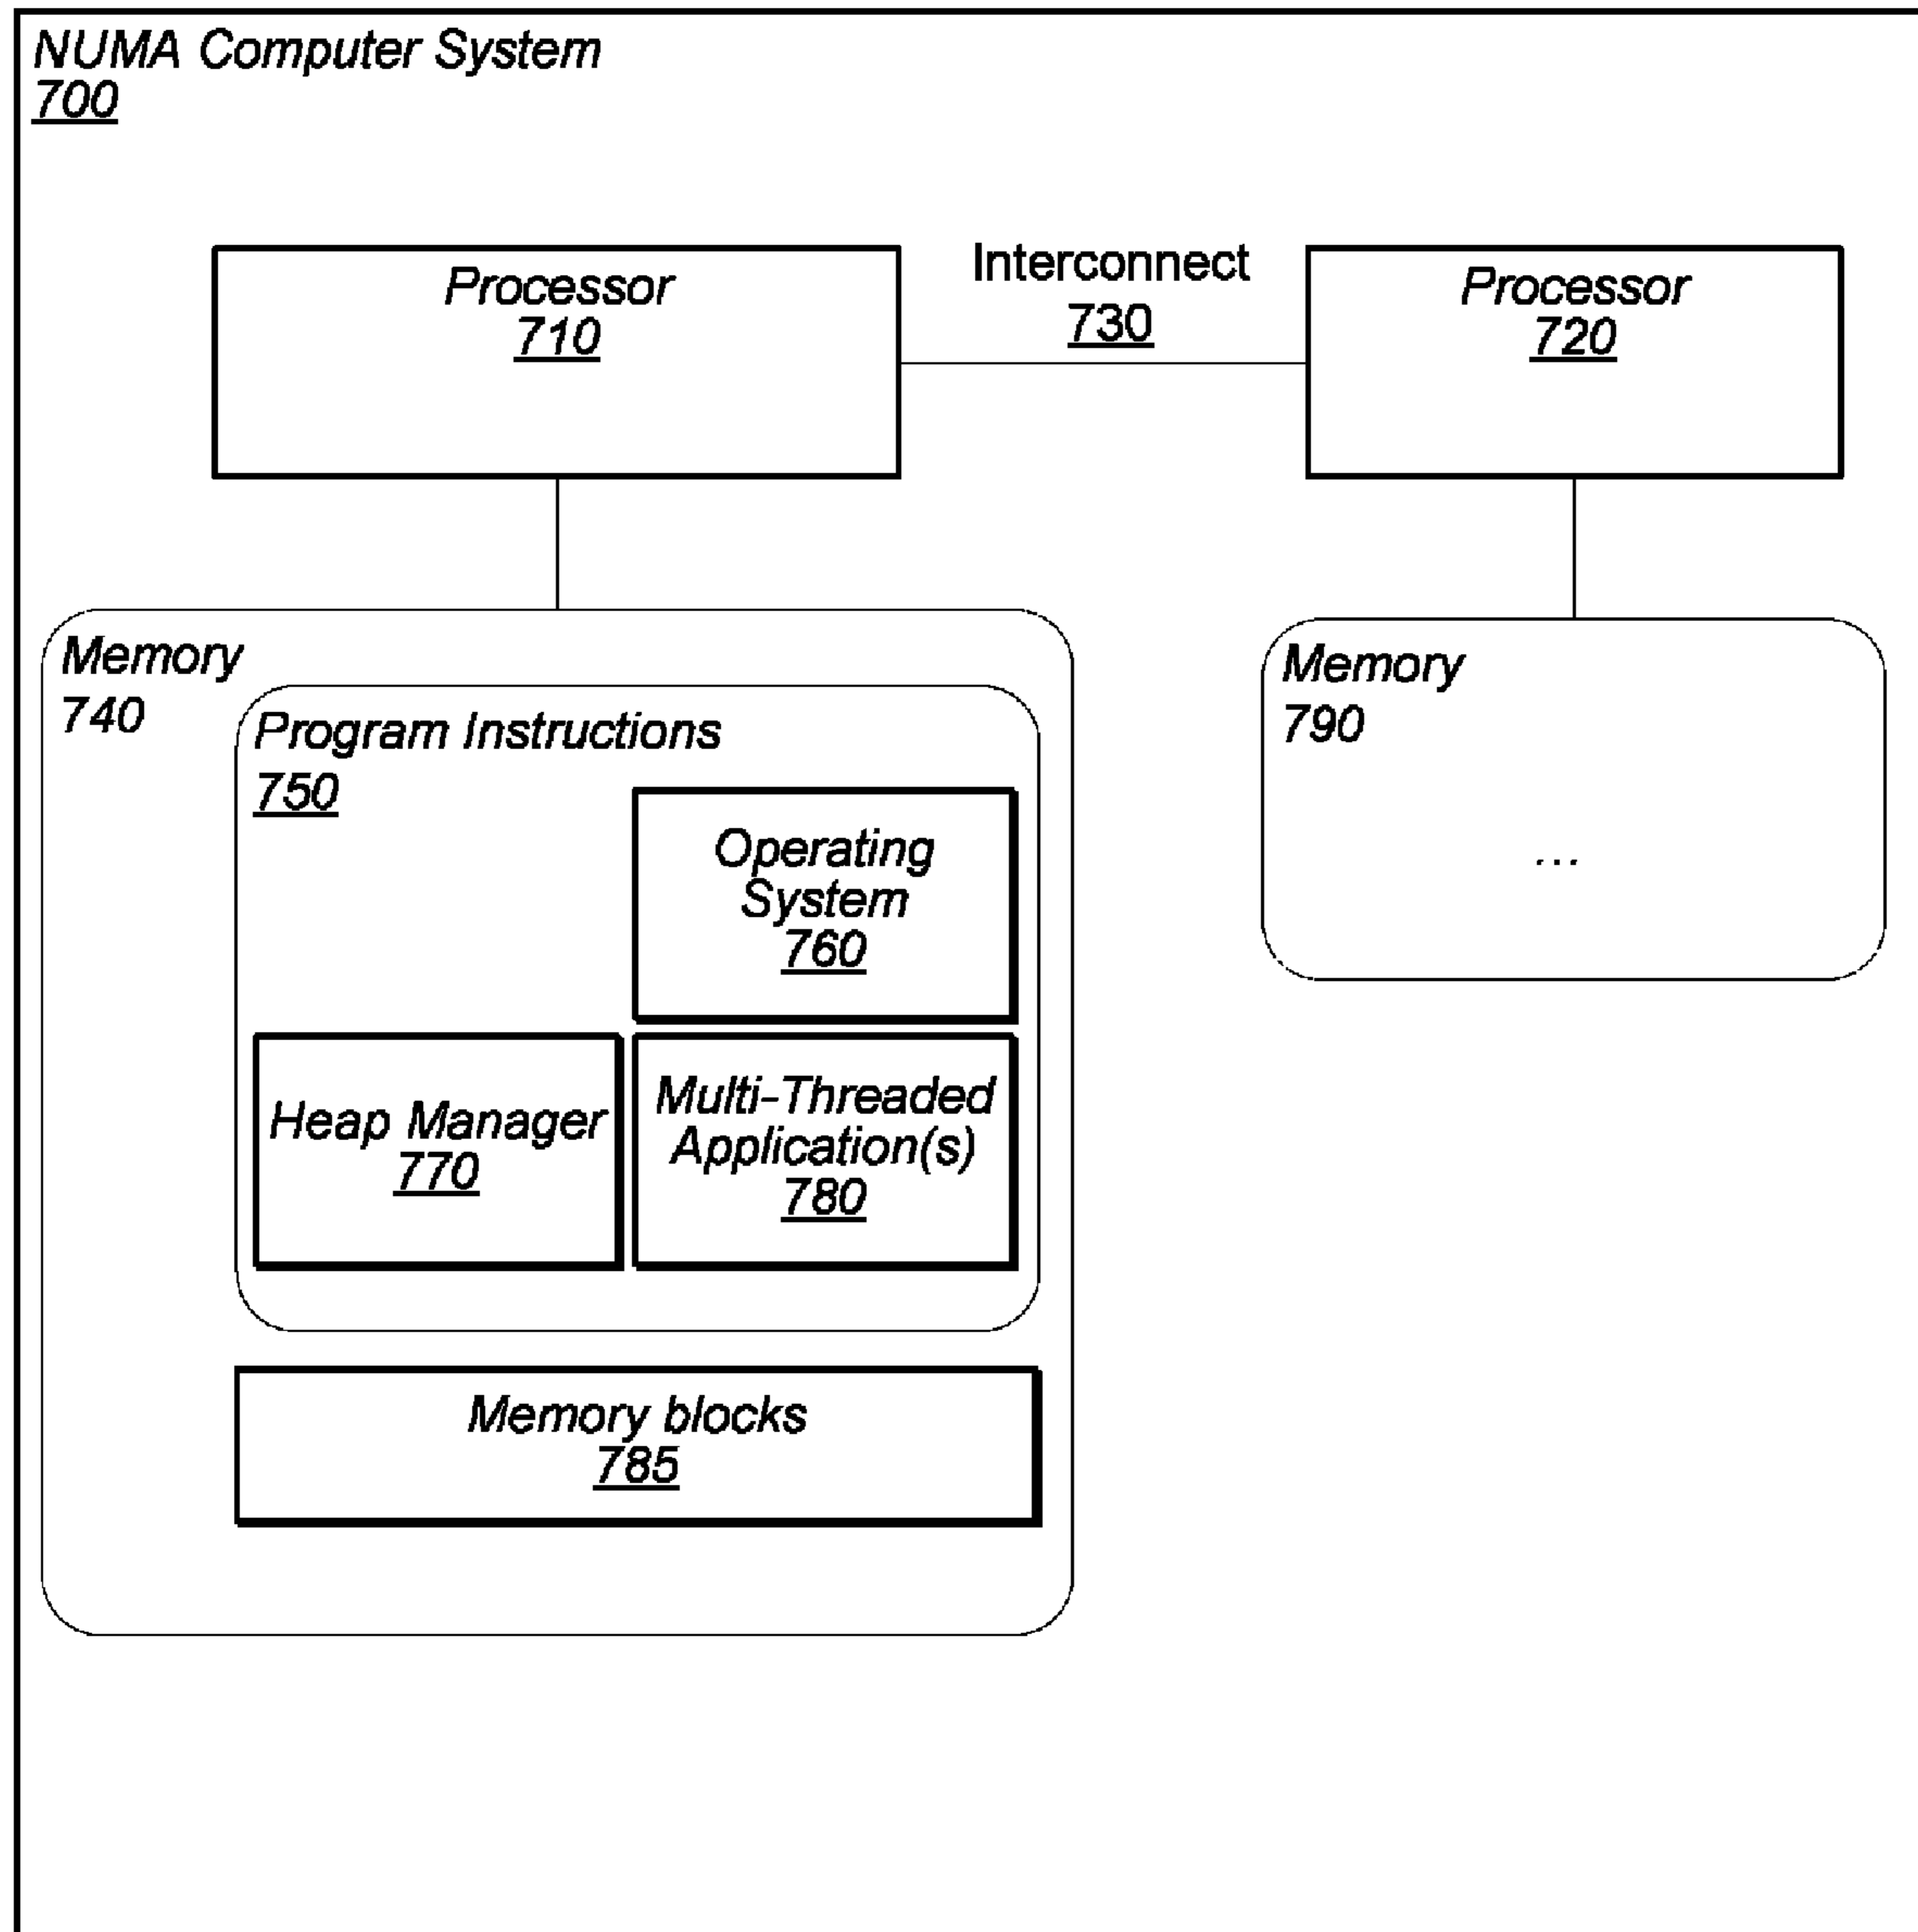 NUMA Computer System
700
Processor
710
Interconnect
730
Processor
720
Memory
740
Program Instructions
750
Operating
System
760
Heap Manager
770
Multi-Threaded
Application(s)
780
Memory blocks
785
Memory
790
...